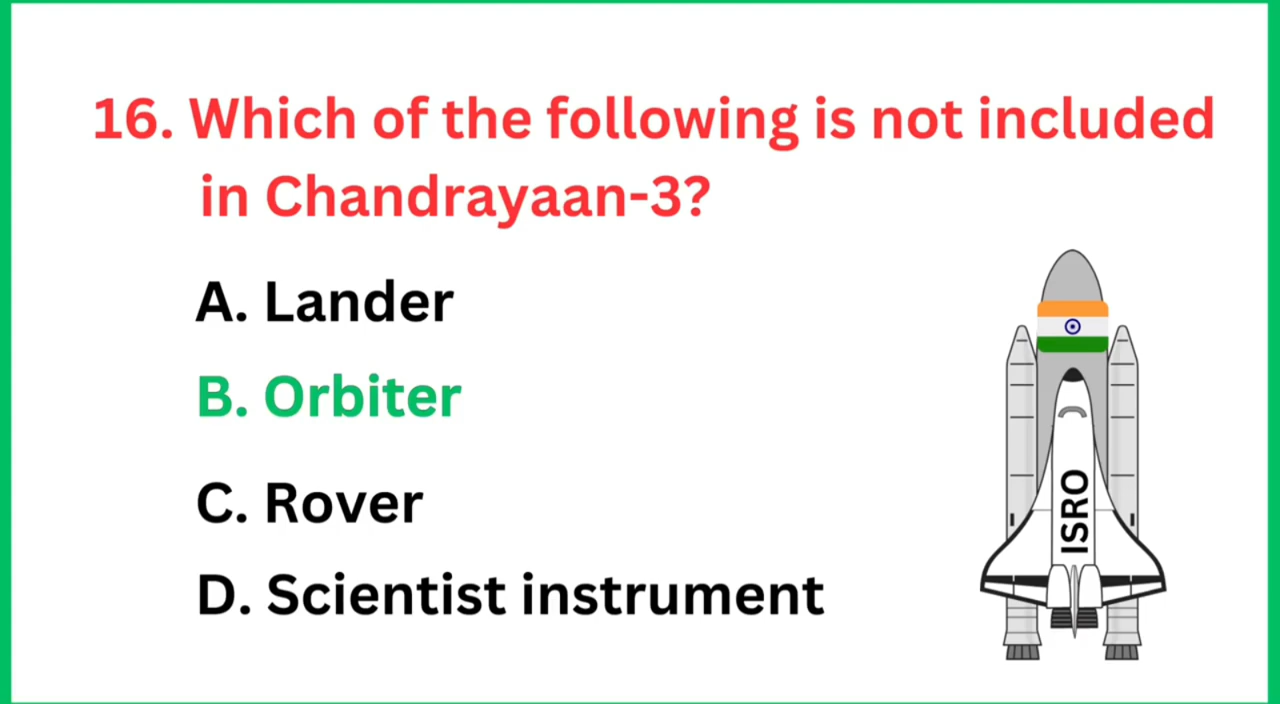 16. Which of the following is not included
in Chandrayaan-3?
A. Lander
B. Orbiter
C. Rover
D. Scientist instrument
ISRO